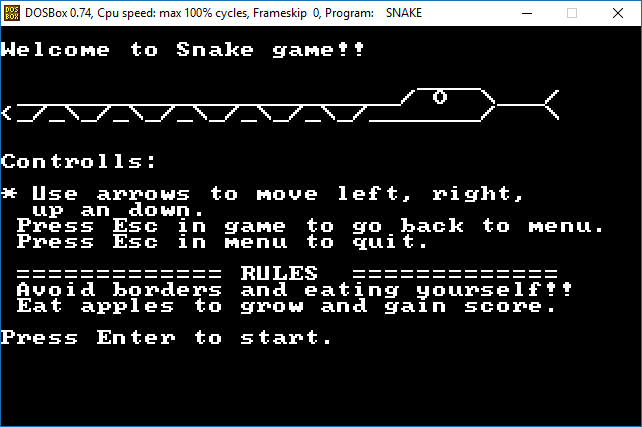 DOSBox 0.74, Cpu speed: max 100% cycles, Frameskip 0, Program: SNAKE
Welcome to Snake game!!
Controlls:
* Use arrows to move left, right,
up an down.
Press Esc in game to go back to menu.
Press Esc in menu to quit.
============= RULES =============
Avoid borders and eating yourself!!
Eat apples to grow and gain score.
Press Enter to start.